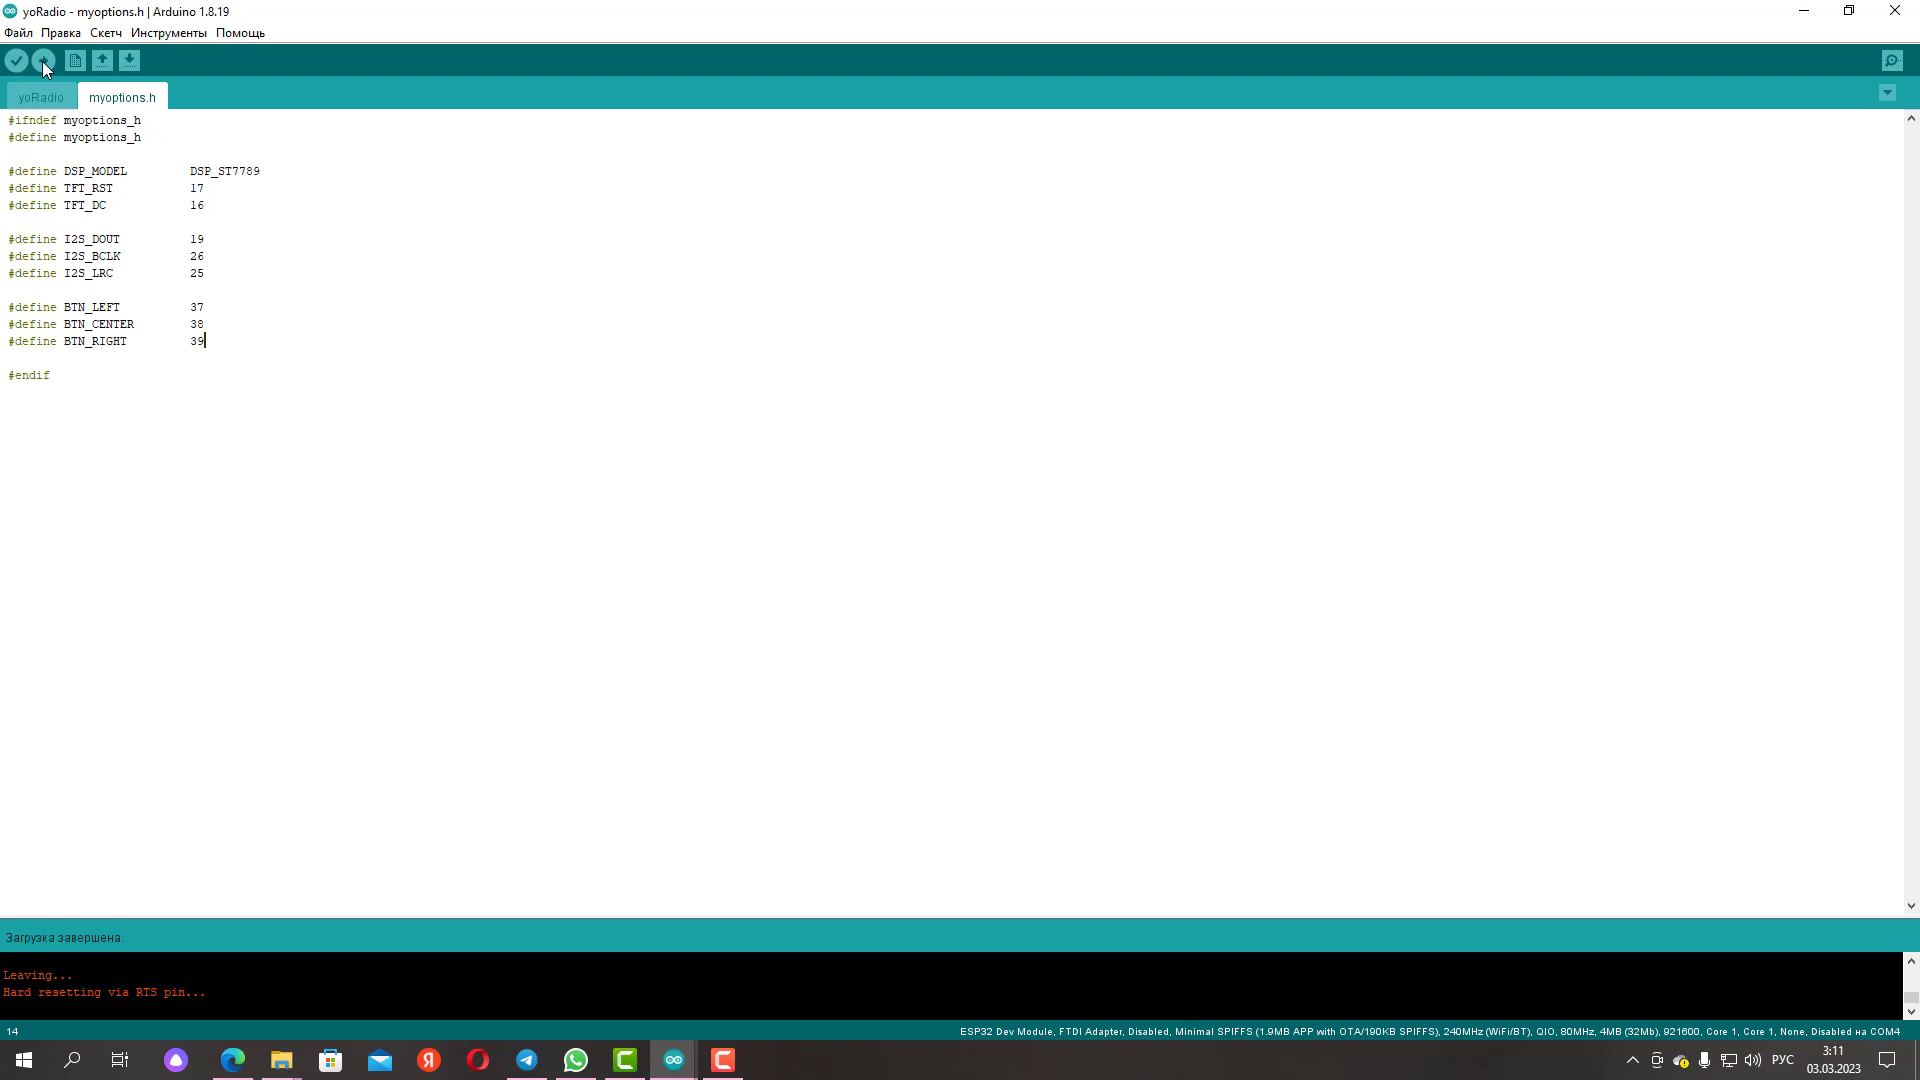 yoRadio - myoptions.h | Arduino 1.8.19
Файл Правка Скетч Инструменты Помощь
yoRadio myoptions.h
#ifndef myoptions_h
#define myoptions_h
#define DSP_MODEL DSP_ST7789
#define TFT_RST 17
#define TFT_DC 16
#define I2S_DOUT 19
#define I2S_BCLK 26
#define I2S_LRC 25
#define BTN_LEFT 37
#define BTN_CENTER 38
#define BTN_RIGHT 39
#endif
Загрузка завершена.
Leaving...
Hard resetting via RTS pin...
14 ESP32 Dev Module, FTDI Adapter, Disabled, Minimal SPIFFS (1.9MB APP with OTA/190KB SPIFFS), 240MHz (WiFi/BT), QIO, 80MHz, 4MB (32Mb), 921600, Core 1, Core 1, None, Disabled на COM4
Я
РУС
3:11
03.03.2023